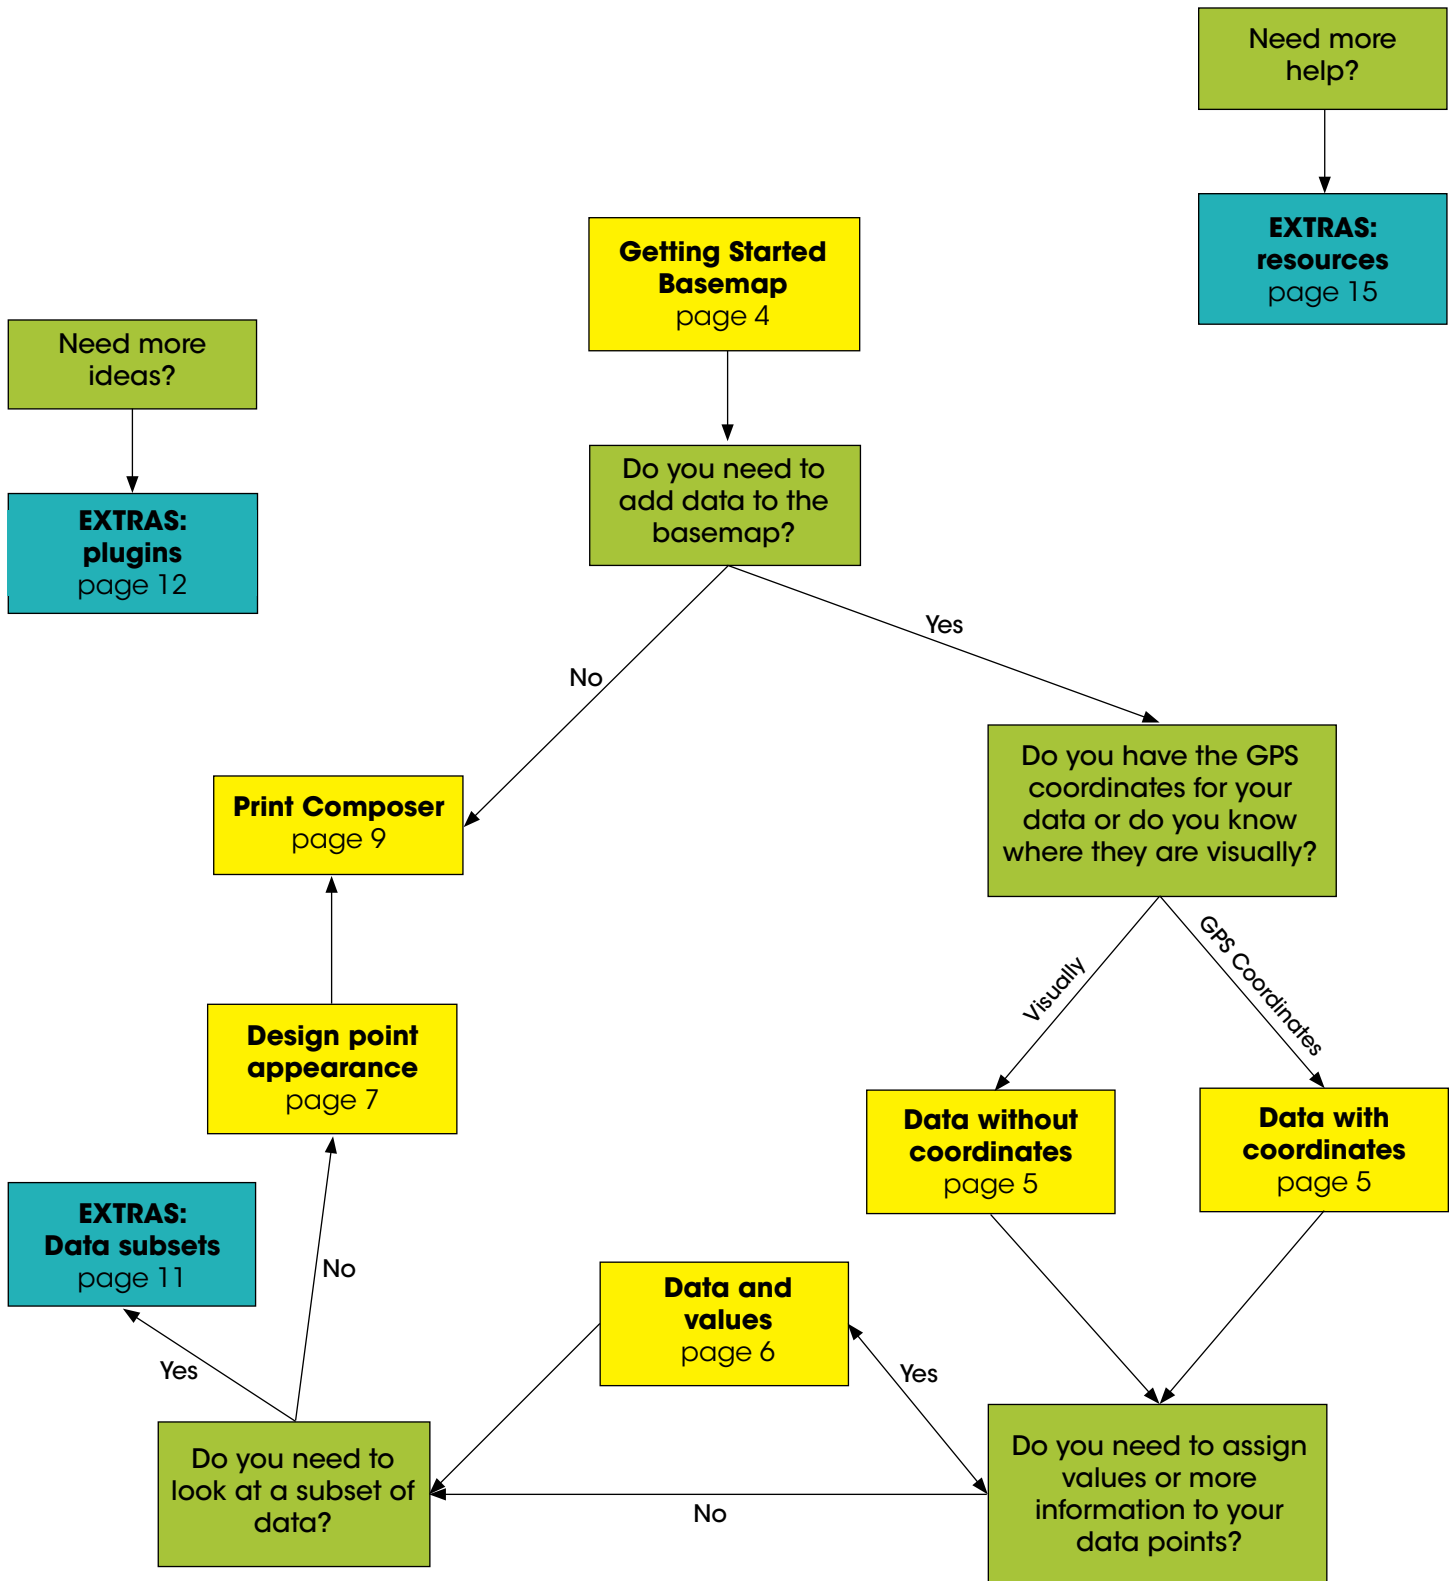 Need more
help?
EXTRAS:
resources
page 15
Getting Started
Basemap
page 4
Need more
ideas?
EXTRAS:
plugins
page 12
Do you need to
add data to the
basemap?
No
Yes
Print Composer
page 9
Do you have the GPS
coordinates for your
data or do you know
where they are visually?
Visually
GPS Coordinates
Design point
appearance
page 7
Data without
coordinates
page 5
Data with
coordinates
page 5
EXTRAS:
Data subsets
page 11
No
Yes
Data and
values
page 6
Yes
Do you need to
look at a subset of
data?
No
Do you need to assign
values or more
information to your
data points?